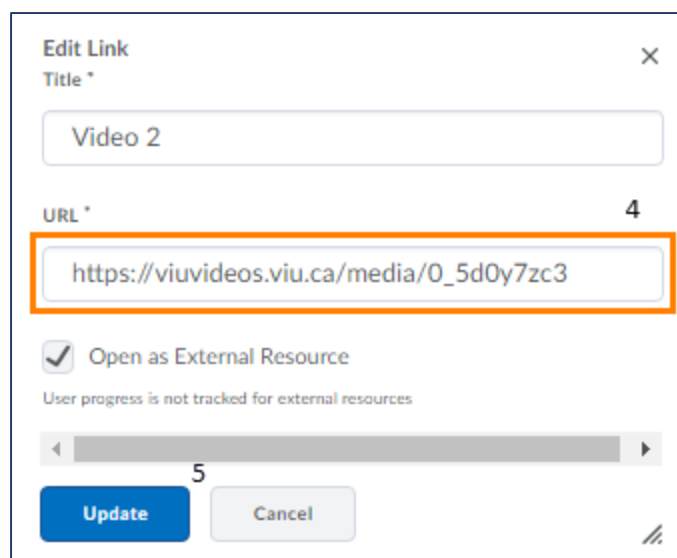 Edit Link
Title *
Video 2
URL *
4
https://viuvideos.viu.ca/media/0_5d0y7zc3
Open as External Resource
User progress is not tracked for external resources
5
Update
Cancel